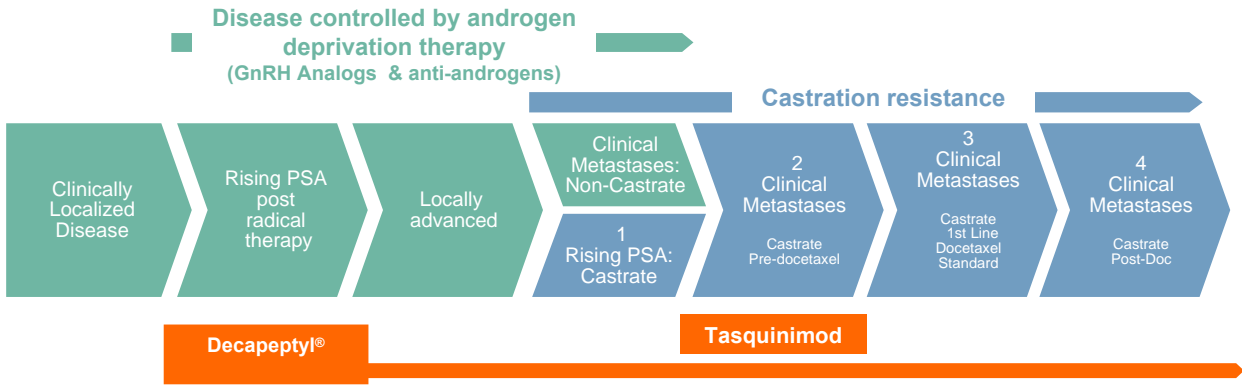 Disease controlled by androgen
deprivation therapy
(GnRH Analogs & anti-androgens)
Castration resistance
Clinically
Localized
Disease
Rising PSA
post
radical
therapy
Locally
advanced
Clinical
Metastases:
Non-Castrate
1
Rising PSA:
Castrate
2
Clinical
Metastases
Castrate
Pre-docetaxel
3
Clinical
Metastases
Castrate
1st Line
Docetaxel
Standard
4
Clinical
Metastases
Castrate
Post-Doc
Decapeptyl®
Tasquinimod